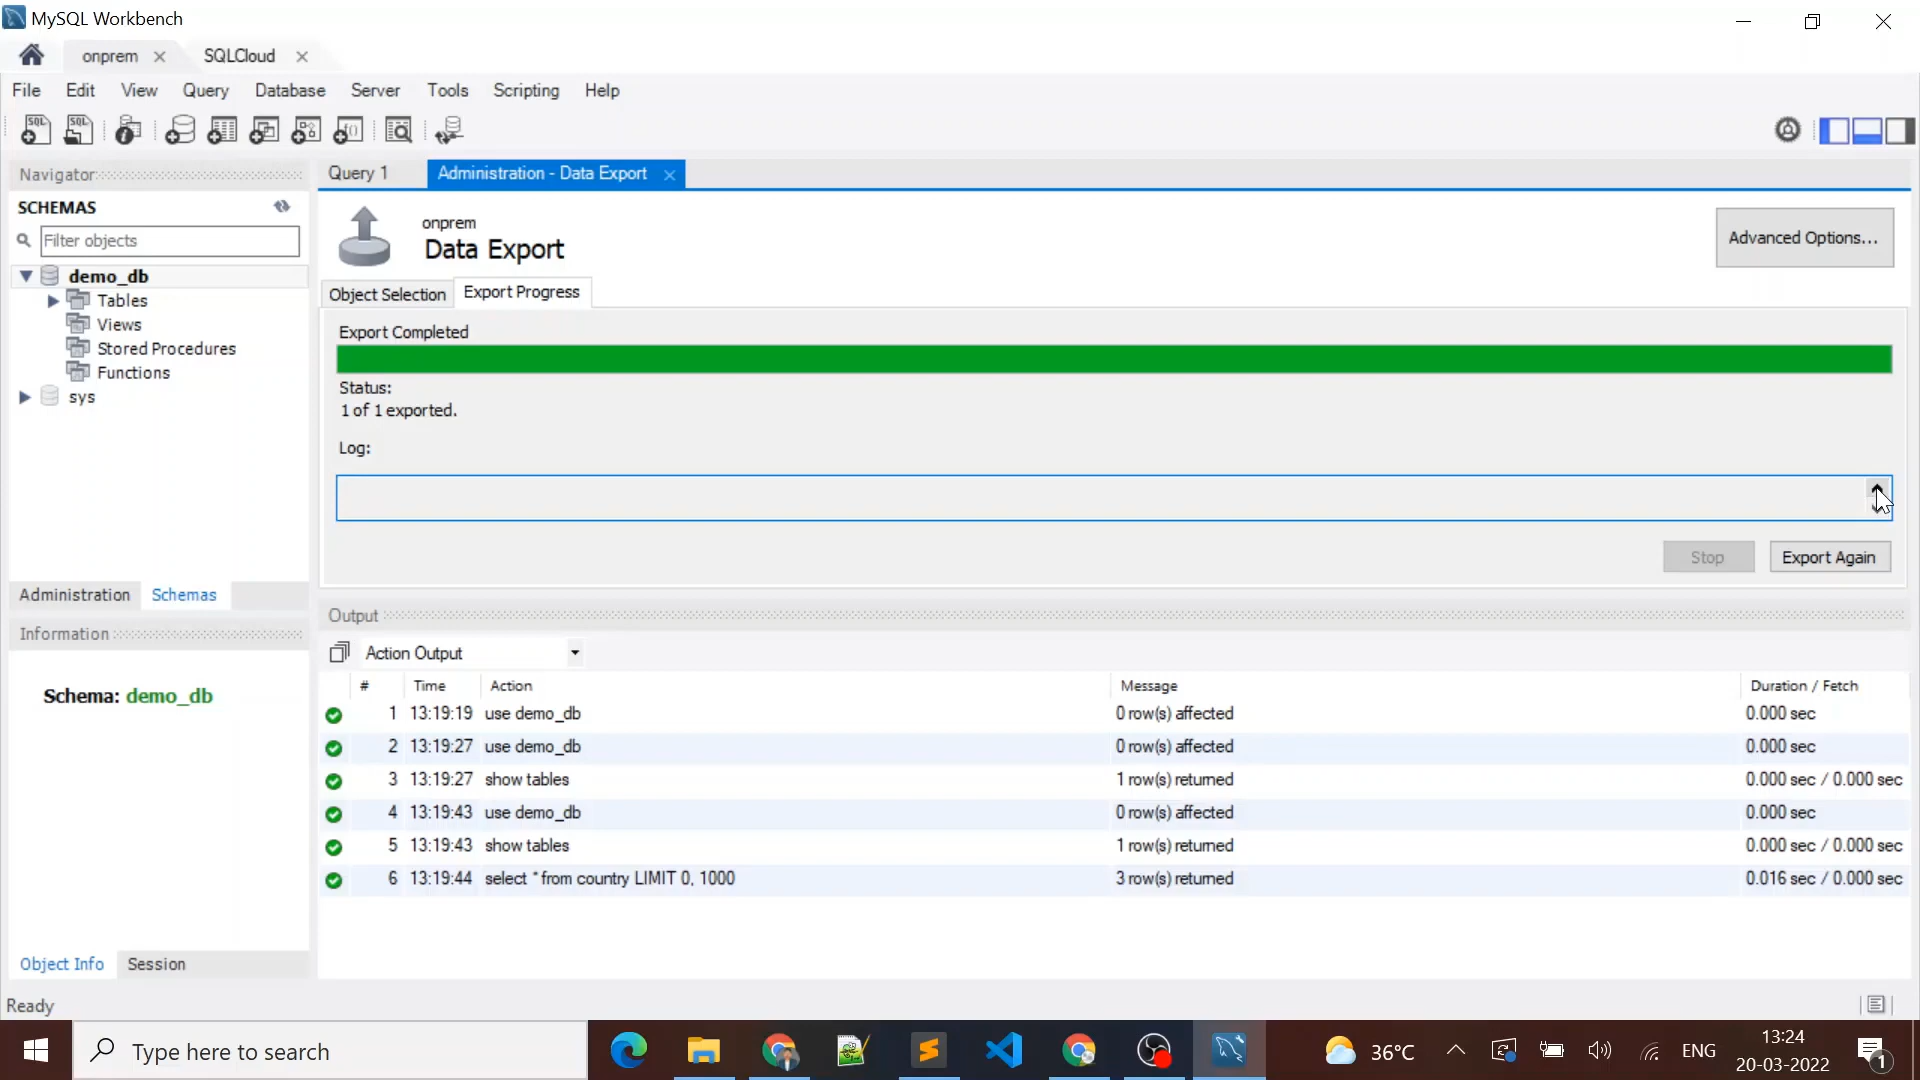 MySQL Workbench
onprem
SQLCloud
File Edit View Query Database Server Tools Scripting Help
SQL SQL
Navigator
SCHEMAS
Filter objects
demo_db
Tables
Views
Stored Procedures
Functions
sys
Administration Schemas
Information
Schema: demo_db
Object Info Session
Query 1 Administration - Data Export
onprem
Data Export
Advanced Options...
Object Selection Export Progress
Export Completed
Status:
1 of 1 exported.
Log:
Stop Export Again
Output
Action Output
# Time Action Message Duration / Fetch
1 13:19:19 use demo_db 0 row(s) affected 0.000 sec
2 13:19:27 use demo_db 0 row(s) affected 0.000 sec
3 13:19:27 show tables 1 row(s) returned 0.000 sec / 0.000 sec
4 13:19:43 use demo_db 0 row(s) affected 0.000 sec
5 13:19:43 show tables 1 row(s) returned 0.000 sec / 0.000 sec
6 13:19:44 select * from country LIMIT 0, 1000 3 row(s) returned 0.016 sec / 0.000 sec
Ready
Type here to search
36°C
ENG
13:24
20-03-2022
1